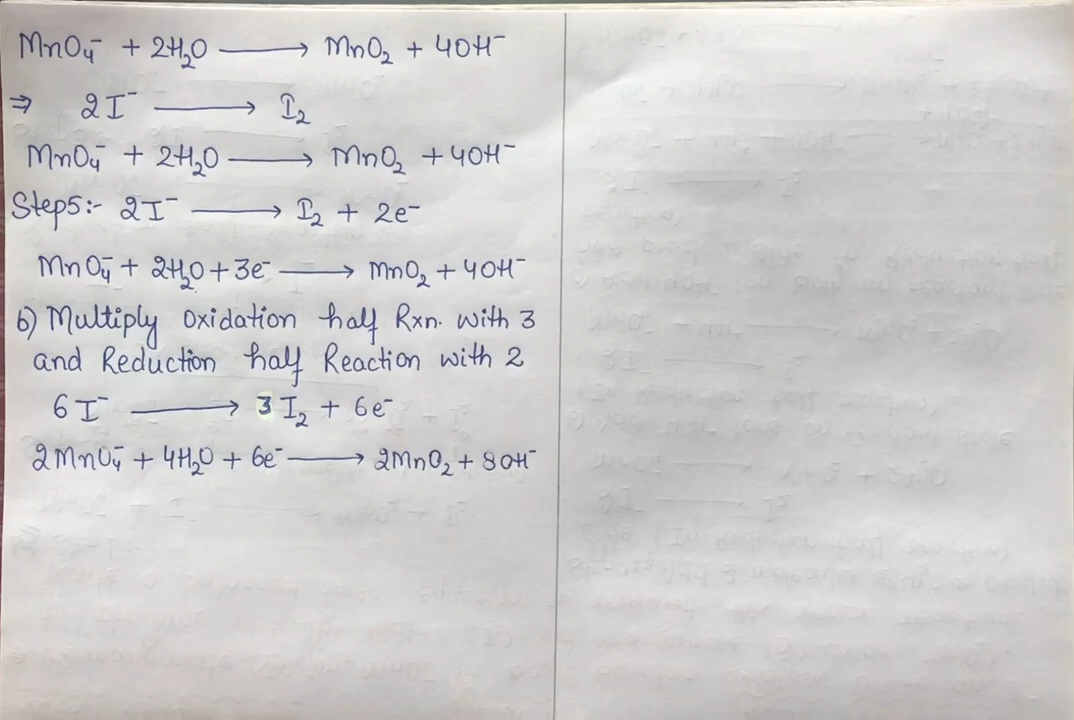 MnO₄⁻ + 2H₂O ⟶ MnO₂ + 4OH⁻
⇒ 2I⁻ ⟶ I₂
MnO₄⁻ + 2H₂O ⟶ MnO₂ + 4OH⁻
Step5:- 2I⁻ ⟶ I₂ + 2e⁻
MnO₄⁻ + 2H₂O + 3e⁻ ⟶ MnO₂ + 4OH⁻
6) Multiply Oxidation half Rxn. with 3
and Reduction half Reaction with 2
6I⁻ ⟶ 3I₂ + 6e⁻
2MnO₄⁻ + 4H₂O + 6e⁻ ⟶ 2MnO₂ + 8OH⁻